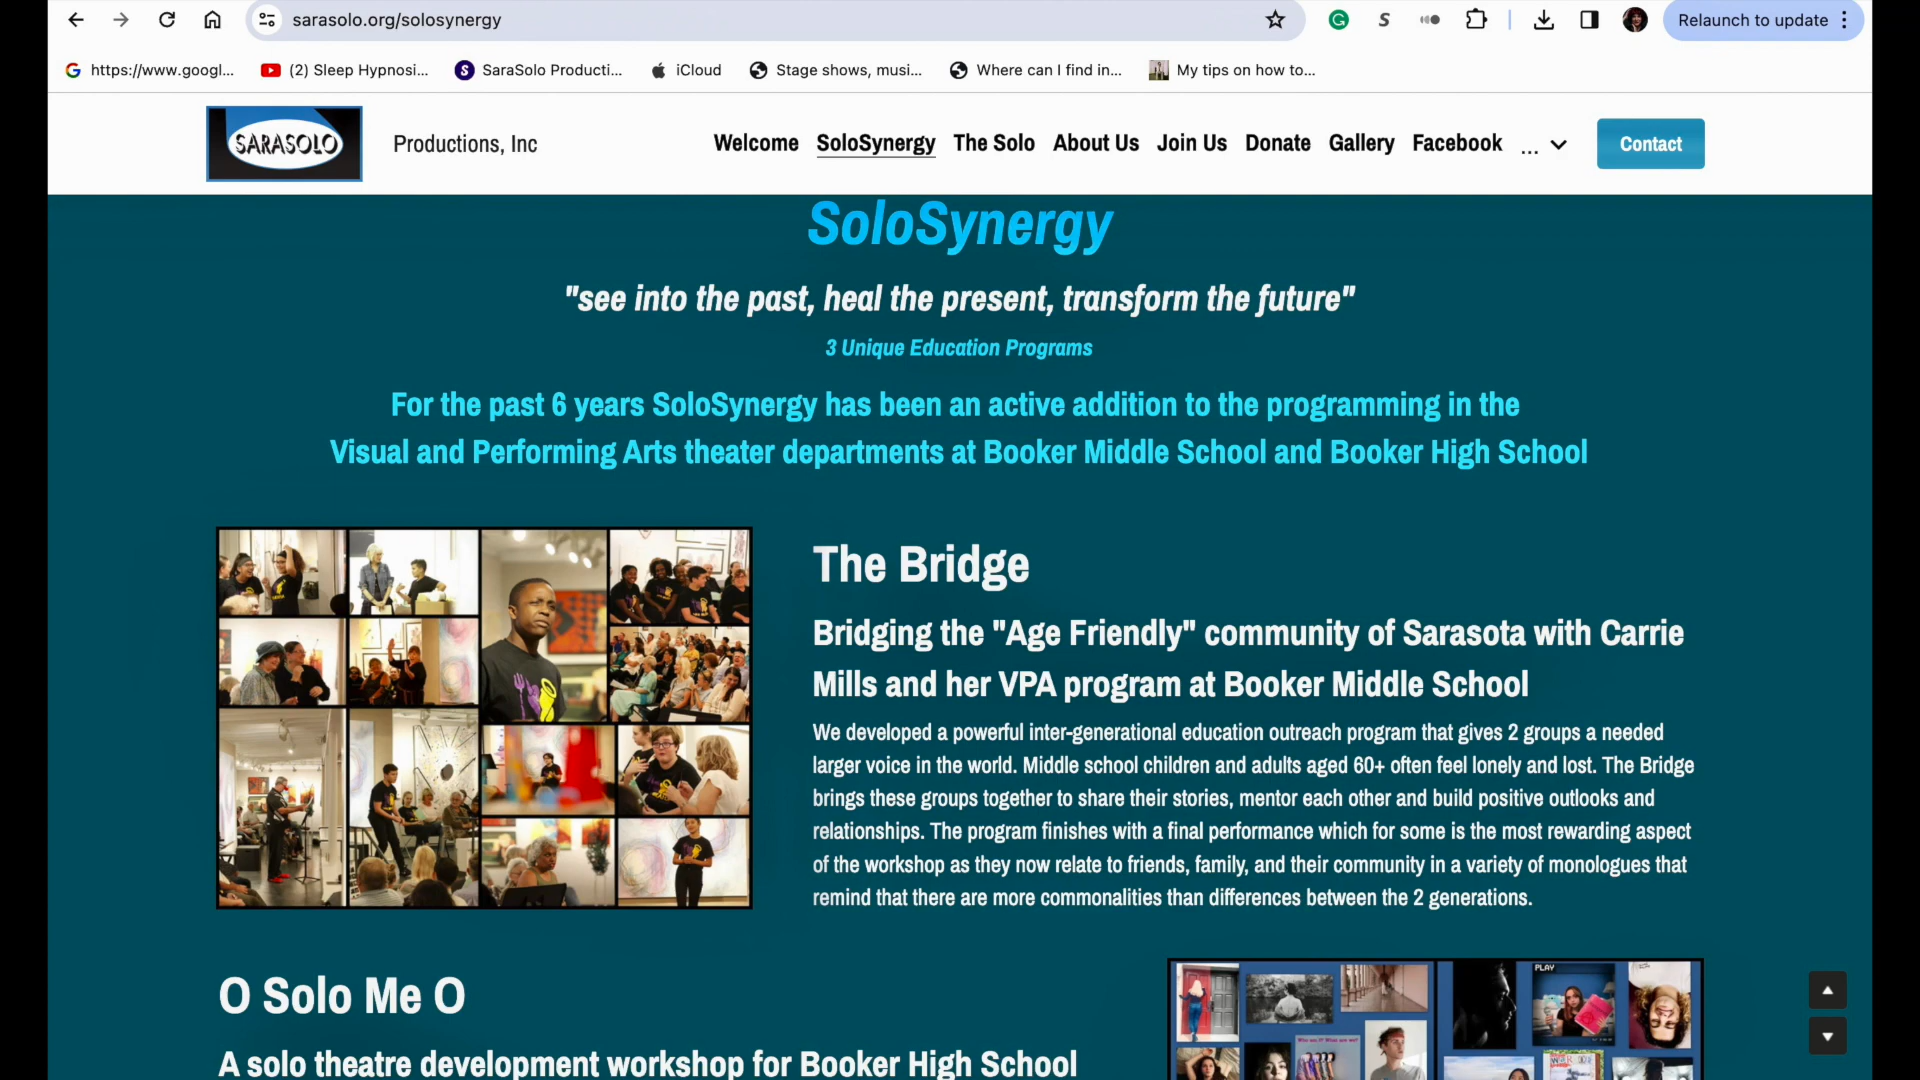 sarasolo.org/solosynergy
Relaunch to update
https://www.googl...
(2) Sleep Hypnosi...
SaraSolo Producti...
iCloud
Stage shows, musi...
Where can I find in...
My tips on how to...
SARASOLO
Productions, Inc
Welcome
SoloSynergy
The Solo
About Us
Join Us
Donate
Gallery
Facebook
...
Contact
SoloSynergy
"see into the past, heal the present, transform the future"
3 Unique Education Programs
For the past 6 years SoloSynergy has been an active addition to the programming in the
Visual and Performing Arts theater departments at Booker Middle School and Booker High School
The Bridge
Bridging the "Age Friendly" community of Sarasota with Carrie
Mills and her VPA program at Booker Middle School
We developed a powerful inter-generational education outreach program that gives 2 groups a needed
larger voice in the world. Middle school children and adults aged 60+ often feel lonely and lost. The Bridge
brings these groups together to share their stories, mentor each other and build positive outlooks and
relationships. The program finishes with a final performance which for some is the most rewarding aspect
of the workshop as they now relate to friends, family, and their community in a variety of monologues that
remind that there are more commonalities than differences between the 2 generations.
O Solo Me O
A solo theatre development workshop for Booker High School
PLAY